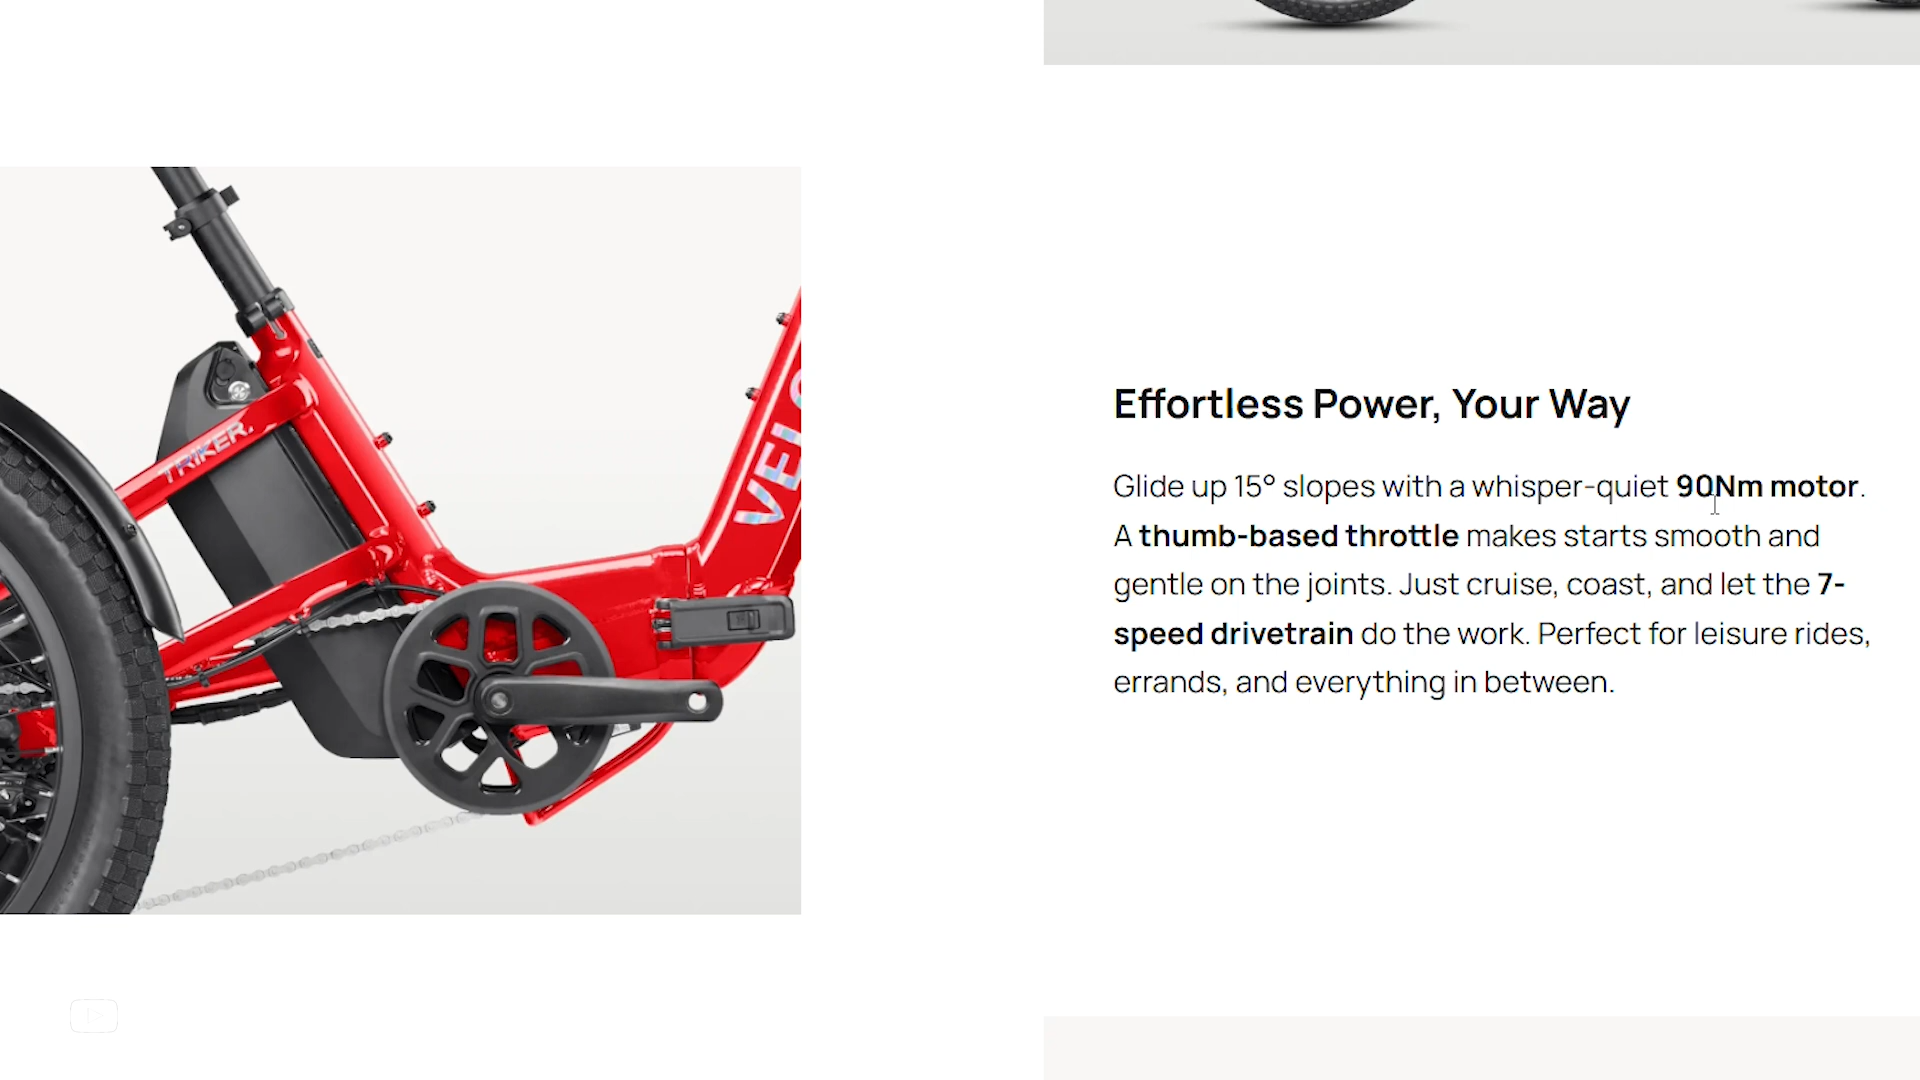 TRIKER.
VELO
Effortless Power, Your Way
Glide up 15° slopes with a whisper-quiet 90Nm motor.
A thumb-based throttle makes starts smooth and
gentle on the joints. Just cruise, coast, and let the 7-
speed drivetrain do the work. Perfect for leisure rides,
errands, and everything in between.